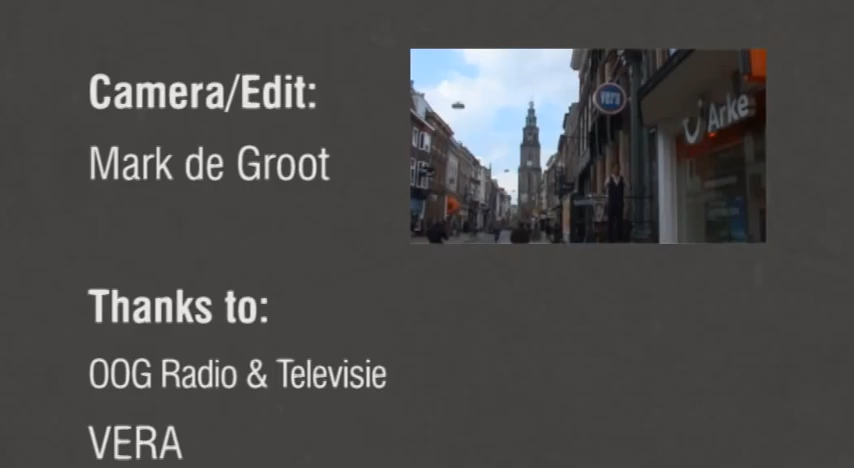 Camera/Edit:
Mark de Groot
vera
Arke
Thanks to:
OOG Radio & Televisie
VERA